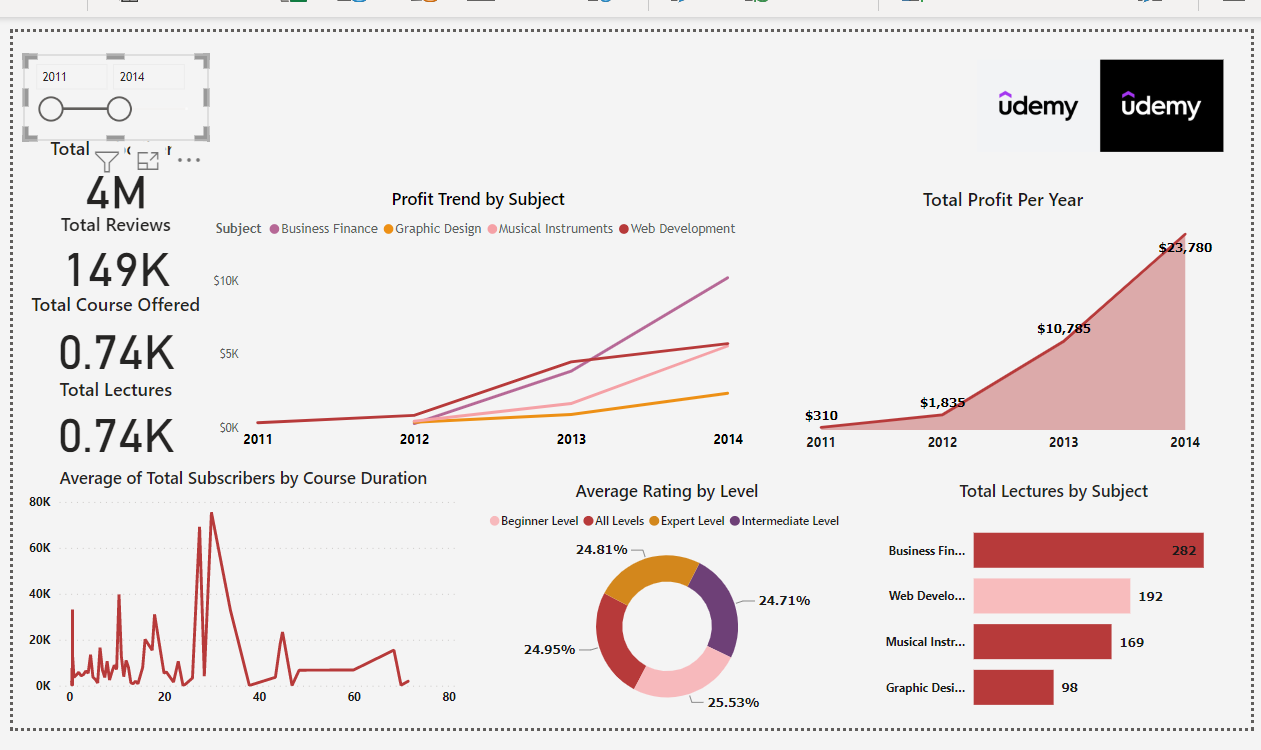 2011 2014
Total
4M
Total Reviews
149K
Total Course Offered
0.74K
Total Lectures
0.74K
ûdemy ûdemy
Profit Trend by Subject
Subject Business Finance Graphic Design Musical Instruments Web Development
$10K
$5K
$0K
2011 2012 2013 2014
Total Profit Per Year
$23,780
$10,785
$1,835
$310
2011 2012 2013 2014
Average of Total Subscribers by Course Duration
80K
60K
40K
20K
0K
0 20 40 60 80
Average Rating by Level
Beginner Level All Levels Expert Level Intermediate Level
24.81%
24.71%
24.95%
25.53%
Total Lectures by Subject
Business Fin... 282
Web Develo... 192
Musical Instr... 169
Graphic Desi... 98